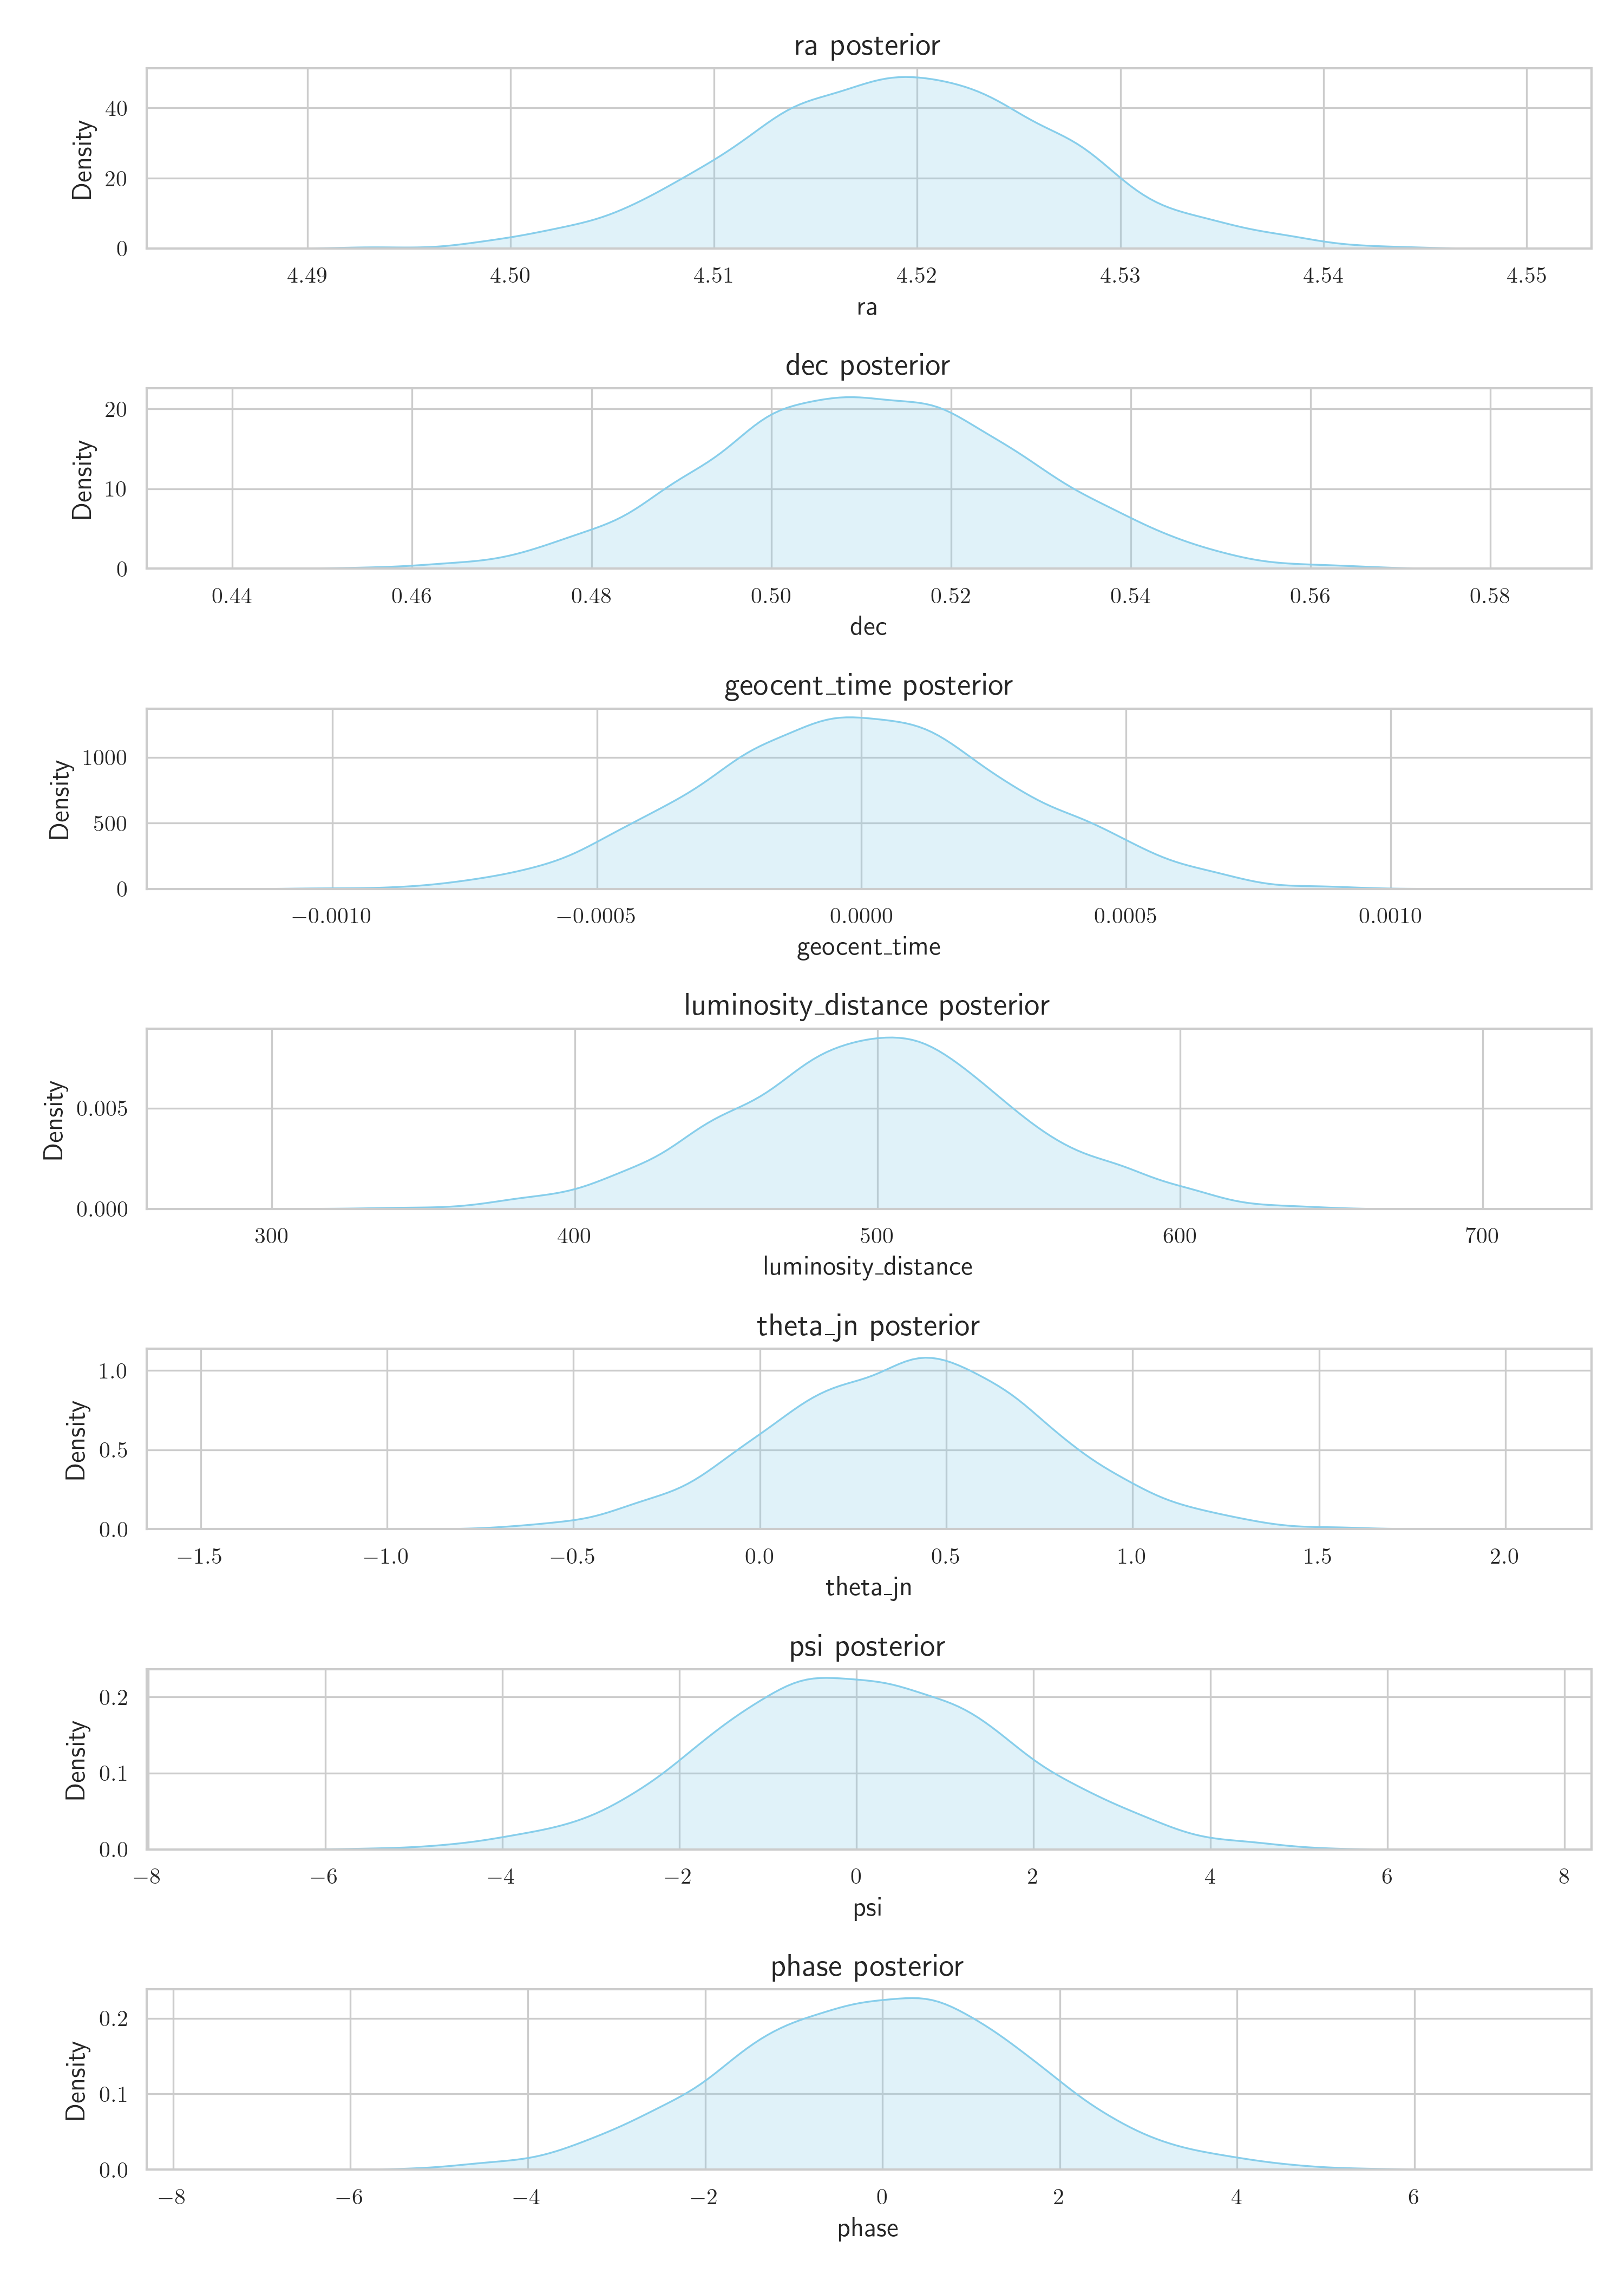 ra posterior
Density
40
20
0
4.49 4.50 4.51 4.52 4.53 4.54 4.55
ra
dec posterior
Density
20
10
0
0.44 0.46 0.48 0.50 0.52 0.54 0.56 0.58
dec
geocent_time posterior
Density
1000
500
0
−0.0010 −0.0005 0.0000 0.0005 0.0010
geocent_time
luminosity_distance posterior
Density
0.005
0.000
300 400 500 600 700
luminosity_distance
theta_jn posterior
Density
1.0
0.5
0.0
−1.5 −1.0 −0.5 0.0 0.5 1.0 1.5 2.0
theta_jn
psi posterior
Density
0.2
0.1
0.0
−8 −6 −4 −2 0 2 4 6 8
psi
phase posterior
Density
0.2
0.1
0.0
−8 −6 −4 −2 0 2 4 6
phase